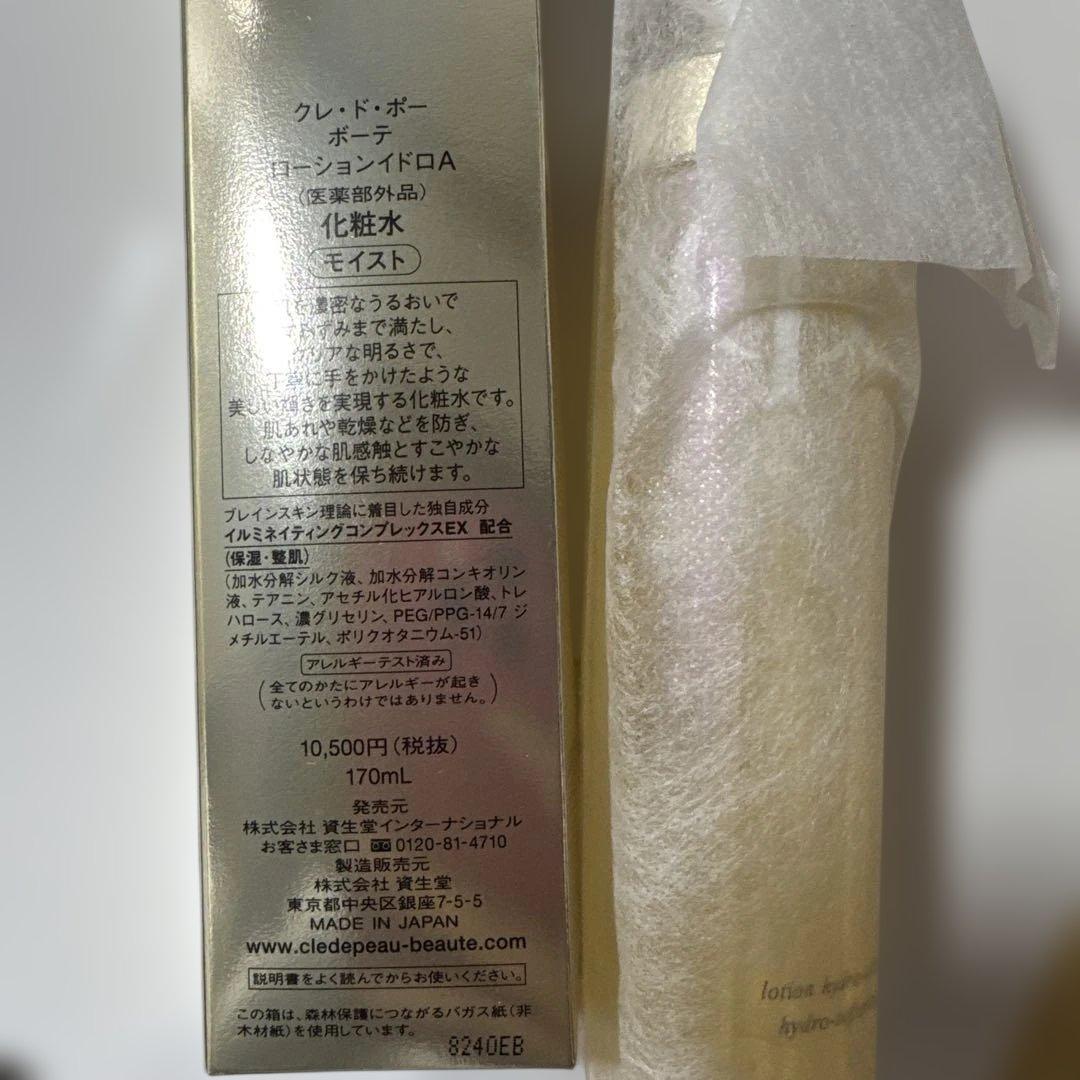 クレ・ド・ポー
ボーテ
ローションイドロA
（医薬部外品）
化粧水
モイスト
を濃密なうるおいで
すみずみまで満たし、
クリアな明るさで、
丁寧に手をかけたような
美しい輝きを実現する化粧水です。
肌あれや乾燥などを防ぎ、
しなやかな肌感触とすこやかな
肌状態を保ち続けます。
ブレインスキン理論に着目した独自成分
イルミネイティングコンプレックスEX 配合
（保湿・整肌）
（加水分解シルク液、加水分解コンキオリン
液、テアニン、アセチル化ヒアルロン酸、トレ
ハロース、濃グリセリン、PEG/PPG-14/7 ジ
メチルエーテル、ポリクオタニウム-51）
アレルギーテスト済み
（全てのかたにアレルギーが起き
ないというわけではありません。）
10,500円（税抜）
170mL
発売元
株式会社 資生堂インターナショナル
お客さま窓口 0120-81-4710
製造販売元
株式会社 資生堂
東京都中央区銀座7-5-5
MADE IN JAPAN
www.cledepeau-beaute.com
説明書をよく読んでからお使いください。
この箱は、森林保護につながるバガス紙（非
木材紙）を使用しています。
8240EB
lotion
hydro-